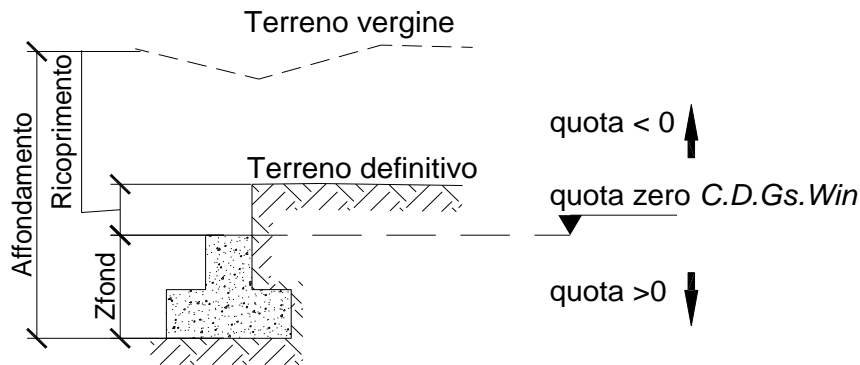 Terreno vergine
Affondamento
Ricoprimento
quota < 0
Terreno definitivo
quota zero C.D.Gs.Win
Zfond
quota >0